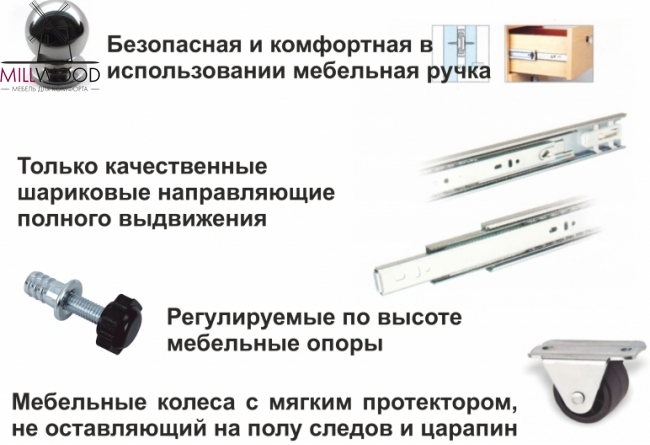 MILLWOOD
МЕБЕЛЬ ДЛЯ КОМФОРТА
Безопасная и комфортная в
использовании мебельная ручка
Только качественные
шариковые направляющие
полного выдвижения
Регулируемые по высоте
мебельные опоры
Мебельные колеса с мягким протектором,
не оставляющий на полу следов и царапин